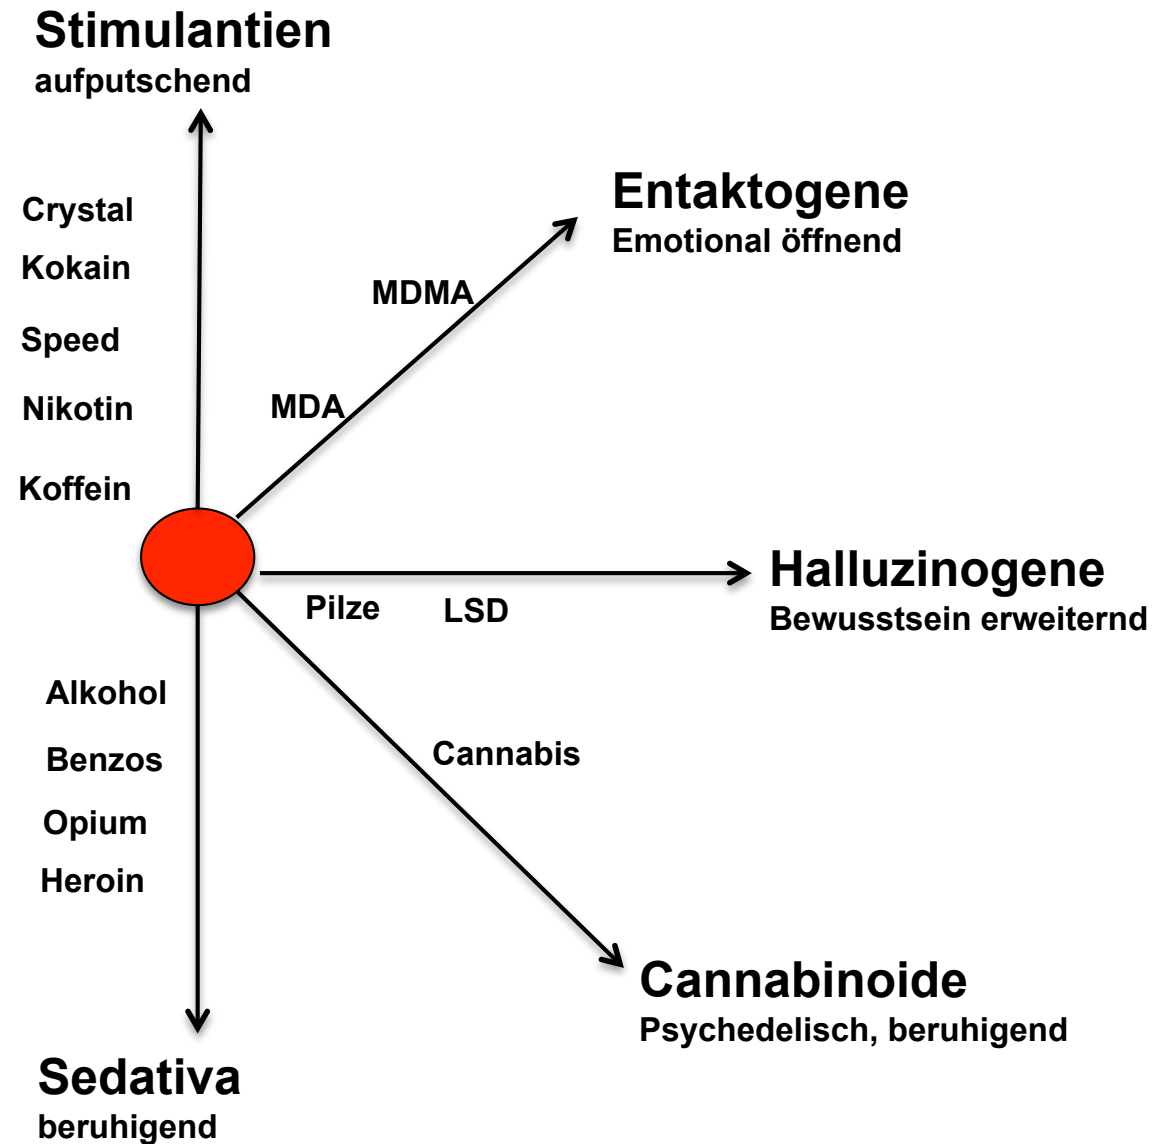 Stimulantien
aufputschend
Crystal
Kokain
Speed
Nikotin
Koffein
Entaktogene
Emotional öffnend
MDMA
MDA
Halluzinogene
Bewusstsein erweiternd
Pilze
LSD
Alkohol
Benzos
Opium
Heroin
Cannabis
Cannabinoide
Psychedelisch, beruhigend
Sedativa
beruhigend